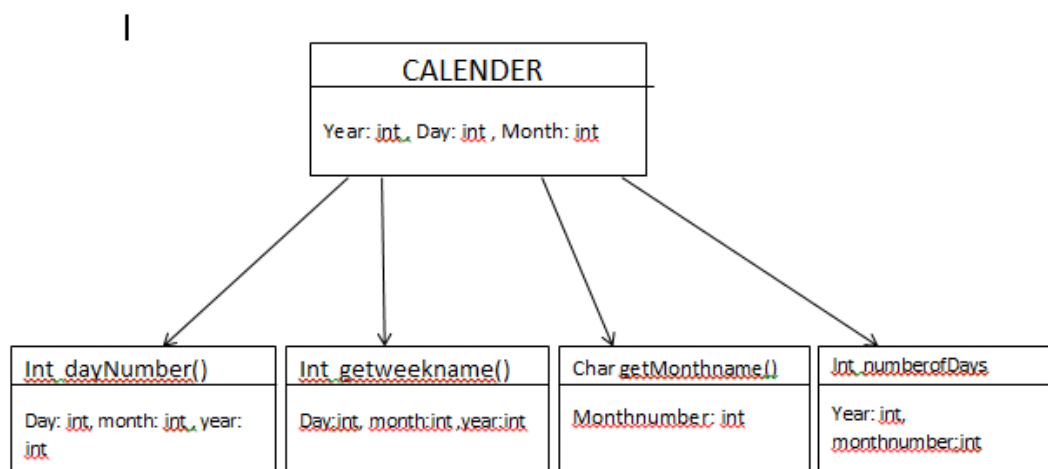 CALENDER
Year: int , Day: int , Month: int
Int dayNumber()
Day: int, month: int , year:
int
Int getweekname()
Day:int, month:int ,year:int
Char getMonthname()
Monthnumber: int
Int numberofDays
Year: int,
monthnumber:int